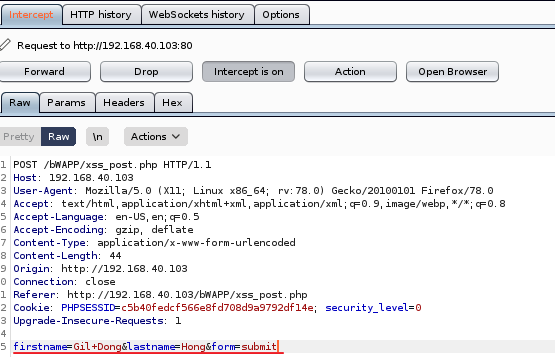 Intercept HTTP history WebSockets history Options
Request to http://192.168.40.103:80
Forward Drop Intercept is on Action Open Browser
Raw Params Headers Hex
Pretty Raw \n Actions
1 POST /bWAPP/xss_post.php HTTP/1.1
2 Host: 192.168.40.103
3 User-Agent: Mozilla/5.0 (X11; Linux x86_64; rv:78.0) Gecko/20100101 Firefox/78.0
4 Accept: text/html,application/xhtml+xml,application/xml;q=0.9,image/webp,*/*;q=0.8
5 Accept-Language: en-US,en;q=0.5
6 Accept-Encoding: gzip, deflate
7 Content-Type: application/x-www-form-urlencoded
8 Content-Length: 44
9 Origin: http://192.168.40.103
0 Connection: close
1 Referer: http://192.168.40.103/bWAPP/xss_post.php
2 Cookie: PHPSESSID=c5b40fedcf566e8fd708d9a9792df14e; security_level=0
3 Upgrade-Insecure-Requests: 1
4
5 firstname=Gil+Dong&lastname=Hong&form=submit